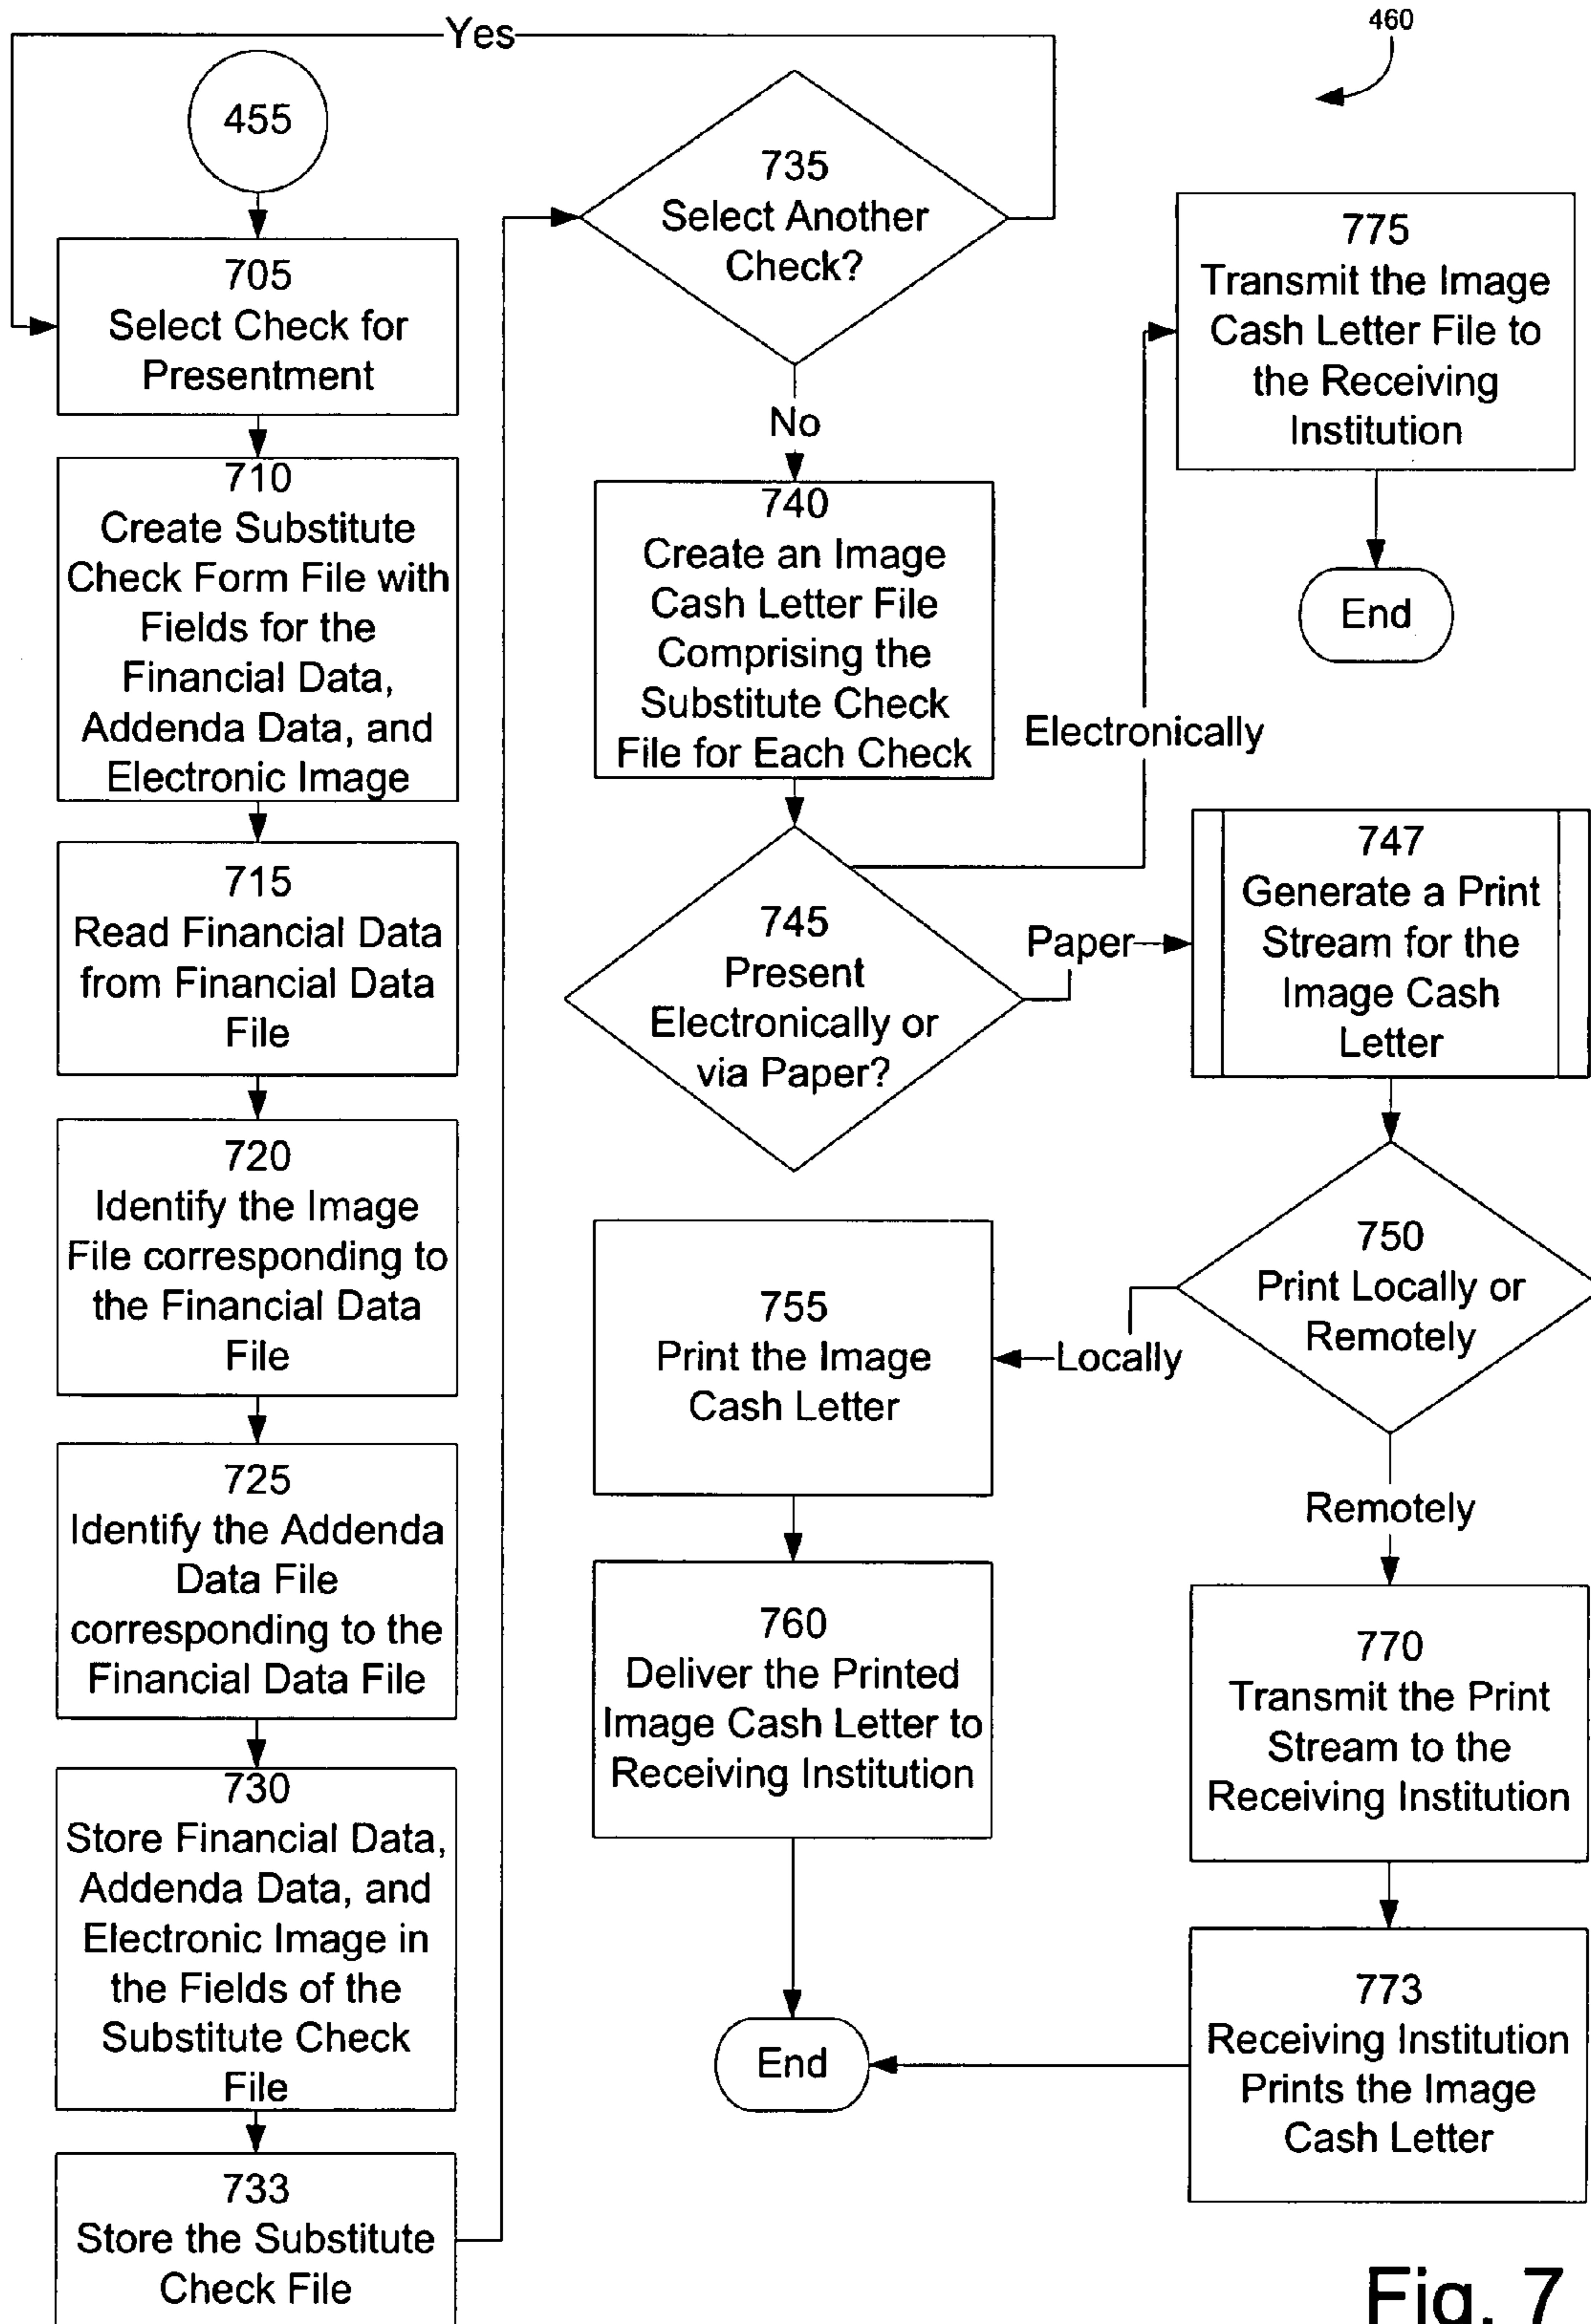 460
Yes
455
705
Select Check for
Presentment
710
Create Substitute
Check Form File with
Fields for the
Financial Data,
Addenda Data, and
Electronic Image
715
Read Financial Data
from Financial Data
File
720
Identify the Image
File corresponding to
the Financial Data
File
725
Identify the Addenda
Data File
corresponding to the
Financial Data File
730
Store Financial Data,
Addenda Data, and
Electronic Image in
the Fields of the
Substitute Check
File
733
Store the Substitute
Check File
735
Select Another
Check?
No
740
Create an Image
Cash Letter File
Comprising the
Substitute Check
File for Each Check
745
Present
Electronically or
via Paper?
Electronically
775
Transmit the Image
Cash Letter File to
the Receiving
Institution
End
Paper
747
Generate a Print
Stream for the
Image Cash
Letter
750
Print Locally or
Remotely
Locally
755
Print the Image
Cash Letter
760
Deliver the Printed
Image Cash Letter to
Receiving Institution
Remotely
770
Transmit the Print
Stream to the
Receiving Institution
773
Receiving Institution
Prints the Image
Cash Letter
End
Fig. 7